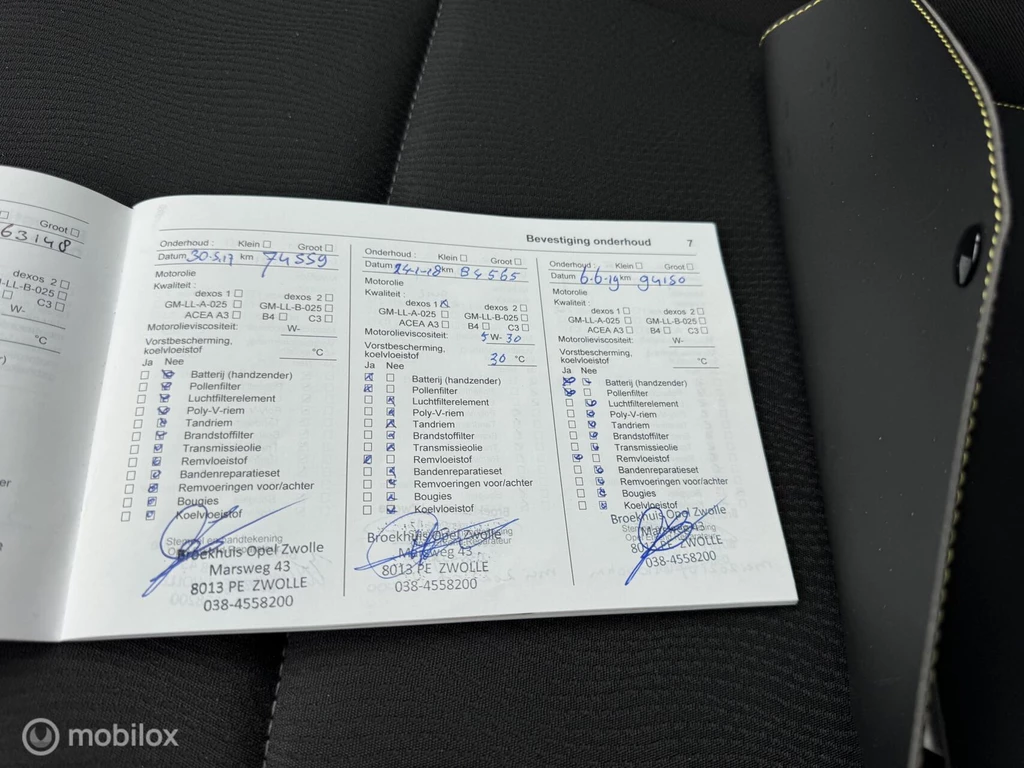 Groot
63148
dexos 2
LL-B-025
C3
W-
°C
Bevestiging onderhoud 7
Onderhoud : Klein Groot
Datum 30-5-17 km 74559
Motorolie
Kwaliteit :
dexos 1 dexos 2
GM-LL-A-025 GM-LL-B-025
ACEA A3 B4 C3
Motorolieviscositeit: W-
Vorstbescherming,
koelvloeistof °C
Ja Nee
Batterij (handzender)
Pollenfilter
Luchtfilterelement
Poly-V-riem
Tandriem
Brandstoffilter
Transmissieolie
Remvloeistof
Bandenreparatieset
Remvoeringen voor/achter
Bougies
Koelvloeistof
Broekhuis Opel Zwolle
Marsweg 43
8013 PE ZWOLLE
038-4558200
Onderhoud : Klein Groot
Datum 24-1-18 km 84565
Motorolie
Kwaliteit :
dexos 1 dexos 2
GM-LL-A-025 GM-LL-B-025
ACEA A3 B4 C3
Motorolieviscositeit: 5 W- 30
Vorstbescherming,
koelvloeistof 30 °C
Ja Nee
Batterij (handzender)
Pollenfilter
Luchtfilterelement
Poly-V-riem
Tandriem
Brandstoffilter
Transmissieolie
Remvloeistof
Bandenreparatieset
Remvoeringen voor/achter
Bougies
Koelvloeistof
Broekhuis Opel Zwolle
Marsweg 43
8013 PE ZWOLLE
038-4558200
Onderhoud : Klein Groot
Datum 6-6-19 km 94150
Motorolie
Kwaliteit :
dexos 1 dexos 2
GM-LL-A-025 GM-LL-B-025
ACEA A3 B4 C3
Motorolieviscositeit: W-
Vorstbescherming,
koelvloeistof °C
Ja Nee
Batterij (handzender)
Pollenfilter
Luchtfilterelement
Poly-V-riem
Tandriem
Brandstoffilter
Transmissieolie
Remvloeistof
Bandenreparatieset
Remvoeringen voor/achter
Bougies
Koelvloeistof
Broekhuis Opel Zwolle
Marsweg 43
8013 PE ZWOLLE
038-4558200
mobilox